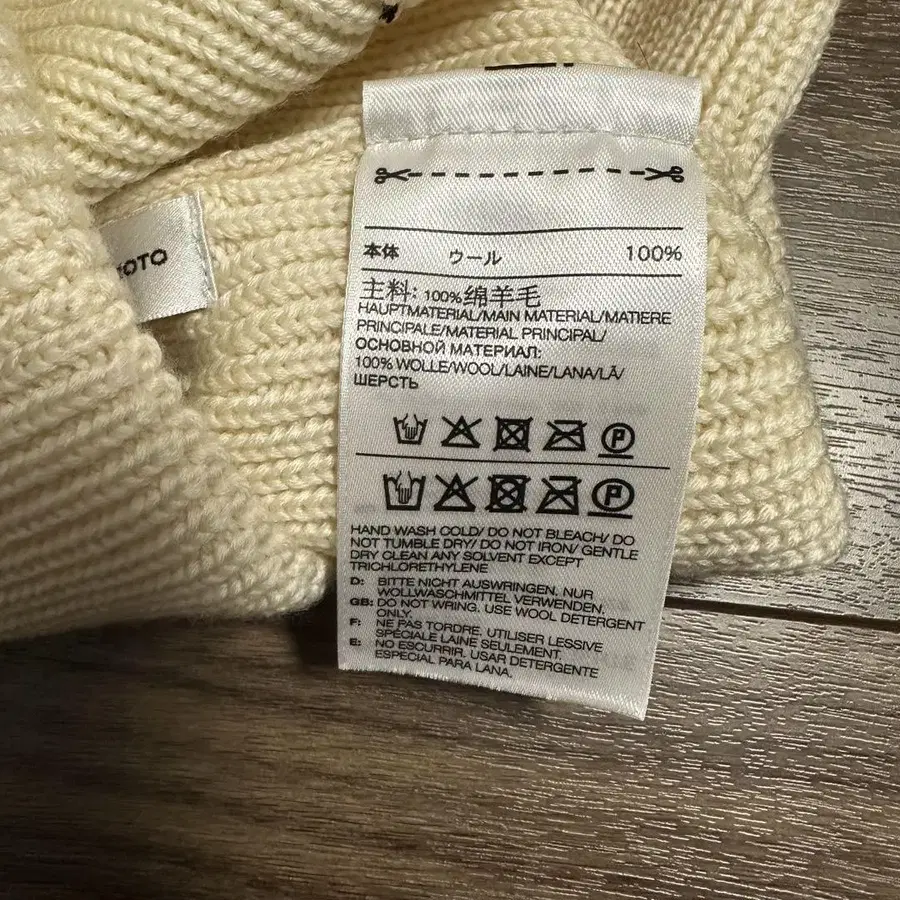 本体 ウール 100%
主料: 100%绵羊毛
HAUPTMATERIAL/MAIN MATERIAL/MATIERE
PRINCIPALE/MATERIAL PRINCIPAL/
ОСНОВНОЙ МАТЕРИАЛ:
100% WOLLE/WOOL/LAINE/LANA/LÃ/
ШЕРСТЬ
P
P
HAND WASH COLD/ DO NOT BLEACH/ DO
NOT TUMBLE DRY/ DO NOT IRON/ GENTLE
DRY CLEAN ANY SOLVENT EXCEPT
TRICHLORETHYLENE
D: BITTE NICHT AUSWRINGEN. NUR
WOLLWASCHMITTEL VERWENDEN.
GB: DO NOT WRING. USE WOOL DETERGENT
ONLY.
F: NE PAS TORDRE. UTILISER LESSIVE
SPÉCIALE LAINE SEULEMENT.
E: NO ESCURRIR. USAR DETERGENTE
ESPECIAL PARA LANA.